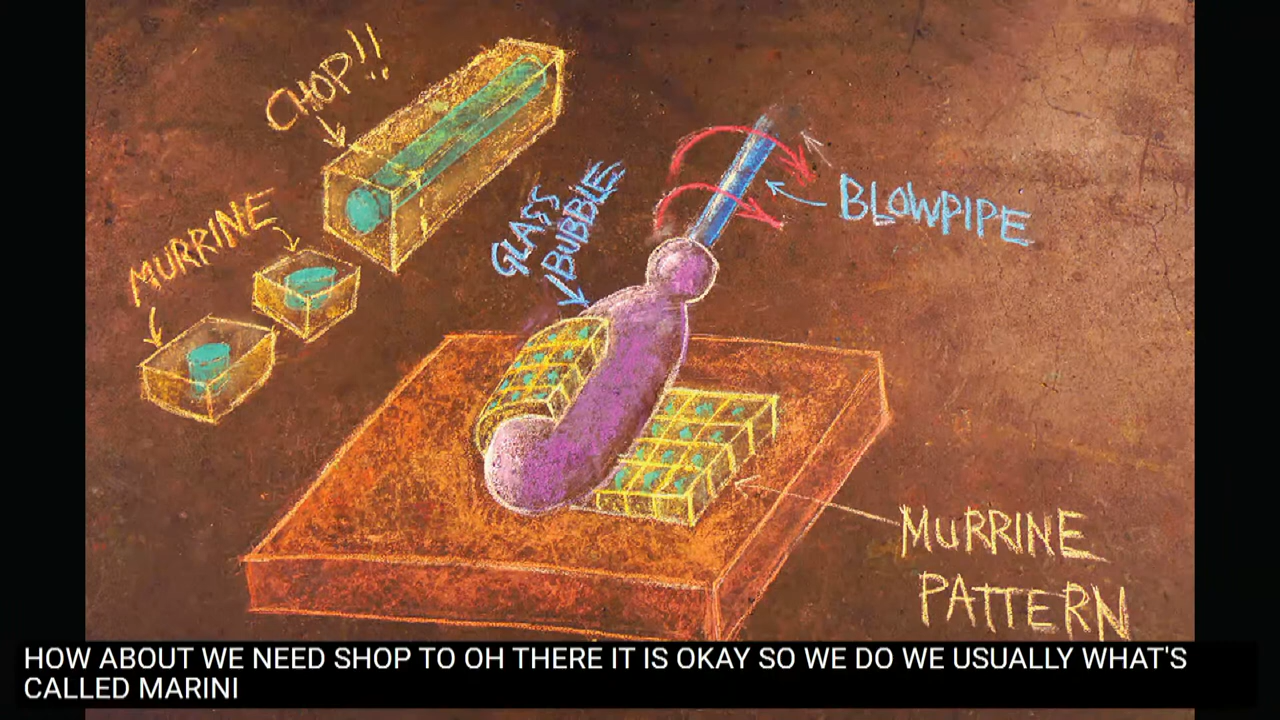 CHOP!!
MURRINE
GLASS
BUBBLE
BLOWPIPE
MURRINE
PATTERN
HOW ABOUT WE NEED SHOP TO OH THERE IT IS OKAY SO WE DO WE USUALLY WHAT'S
CALLED MARINI